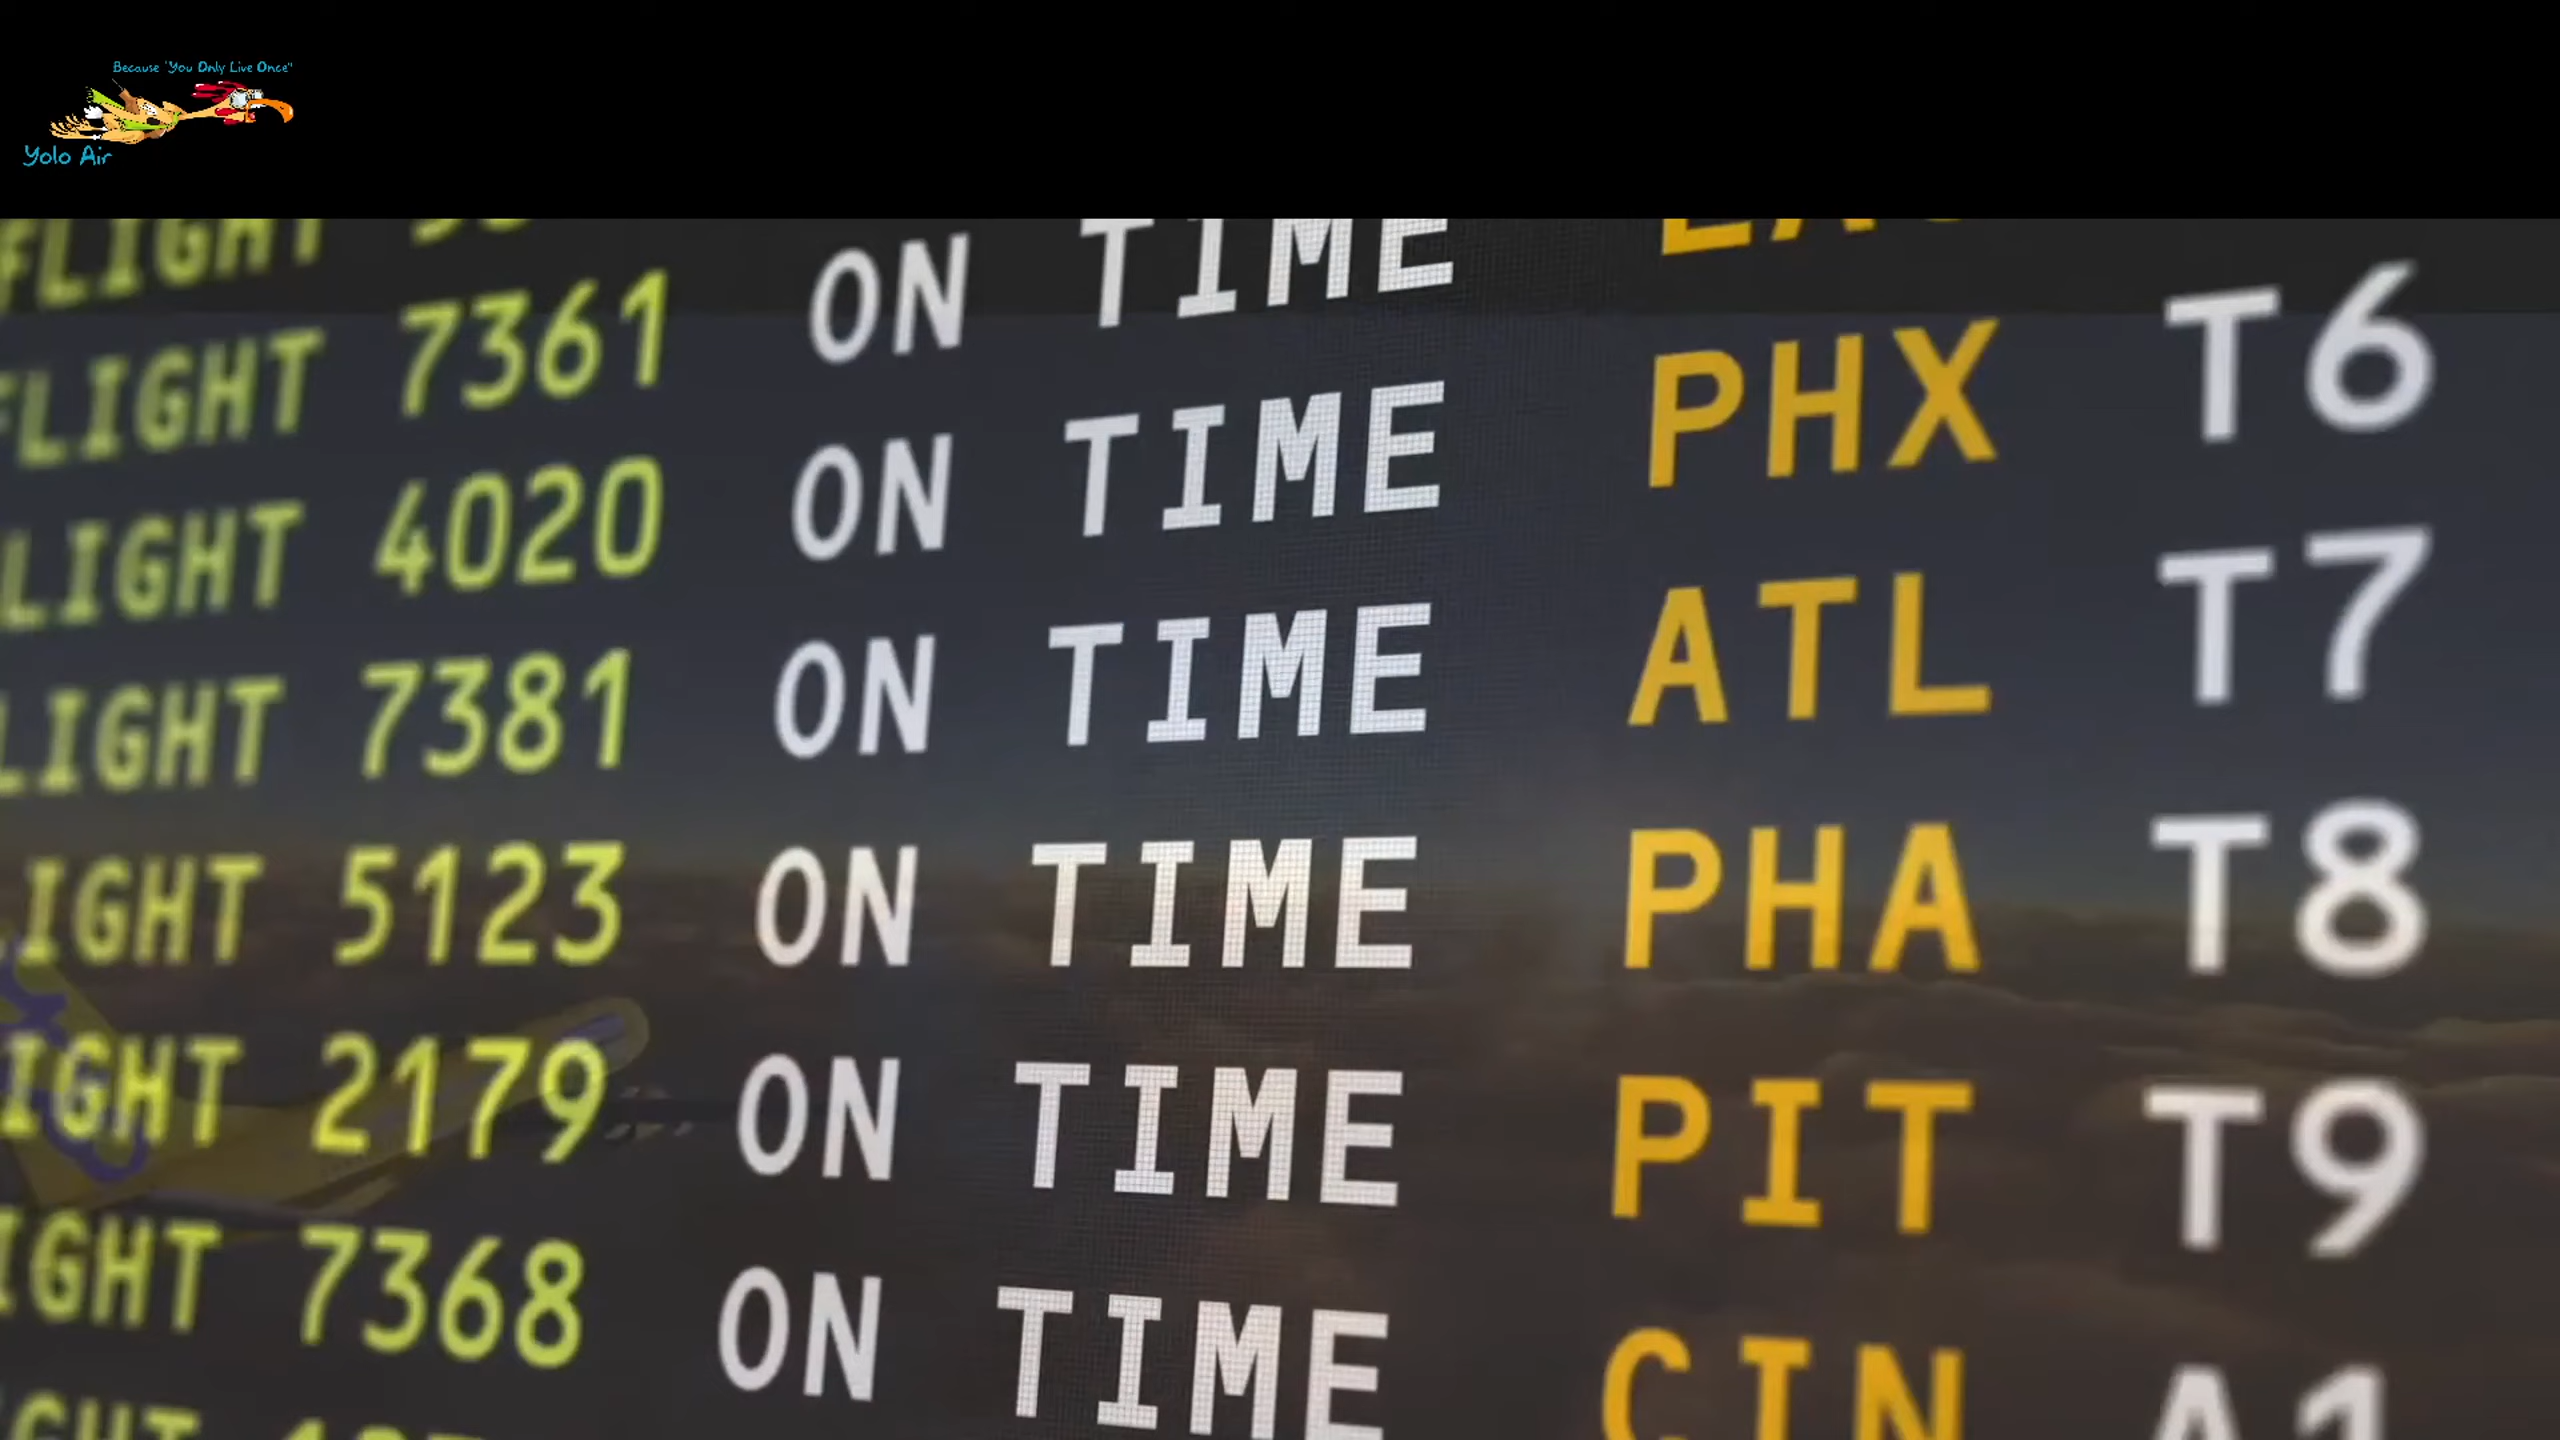 Because "You Only Live Once"
Yolo Air
FLIGHT
FLIGHT 7361 ON TIME
LIGHT 4020 ON TIME PHX T6
LIGHT 7381 ON TIME ATL T7
IGHT 5123 ON TIME PHA T8
IGHT 2179 ON TIME PIT T9
IGHT 7368 ON TIME CIN A1